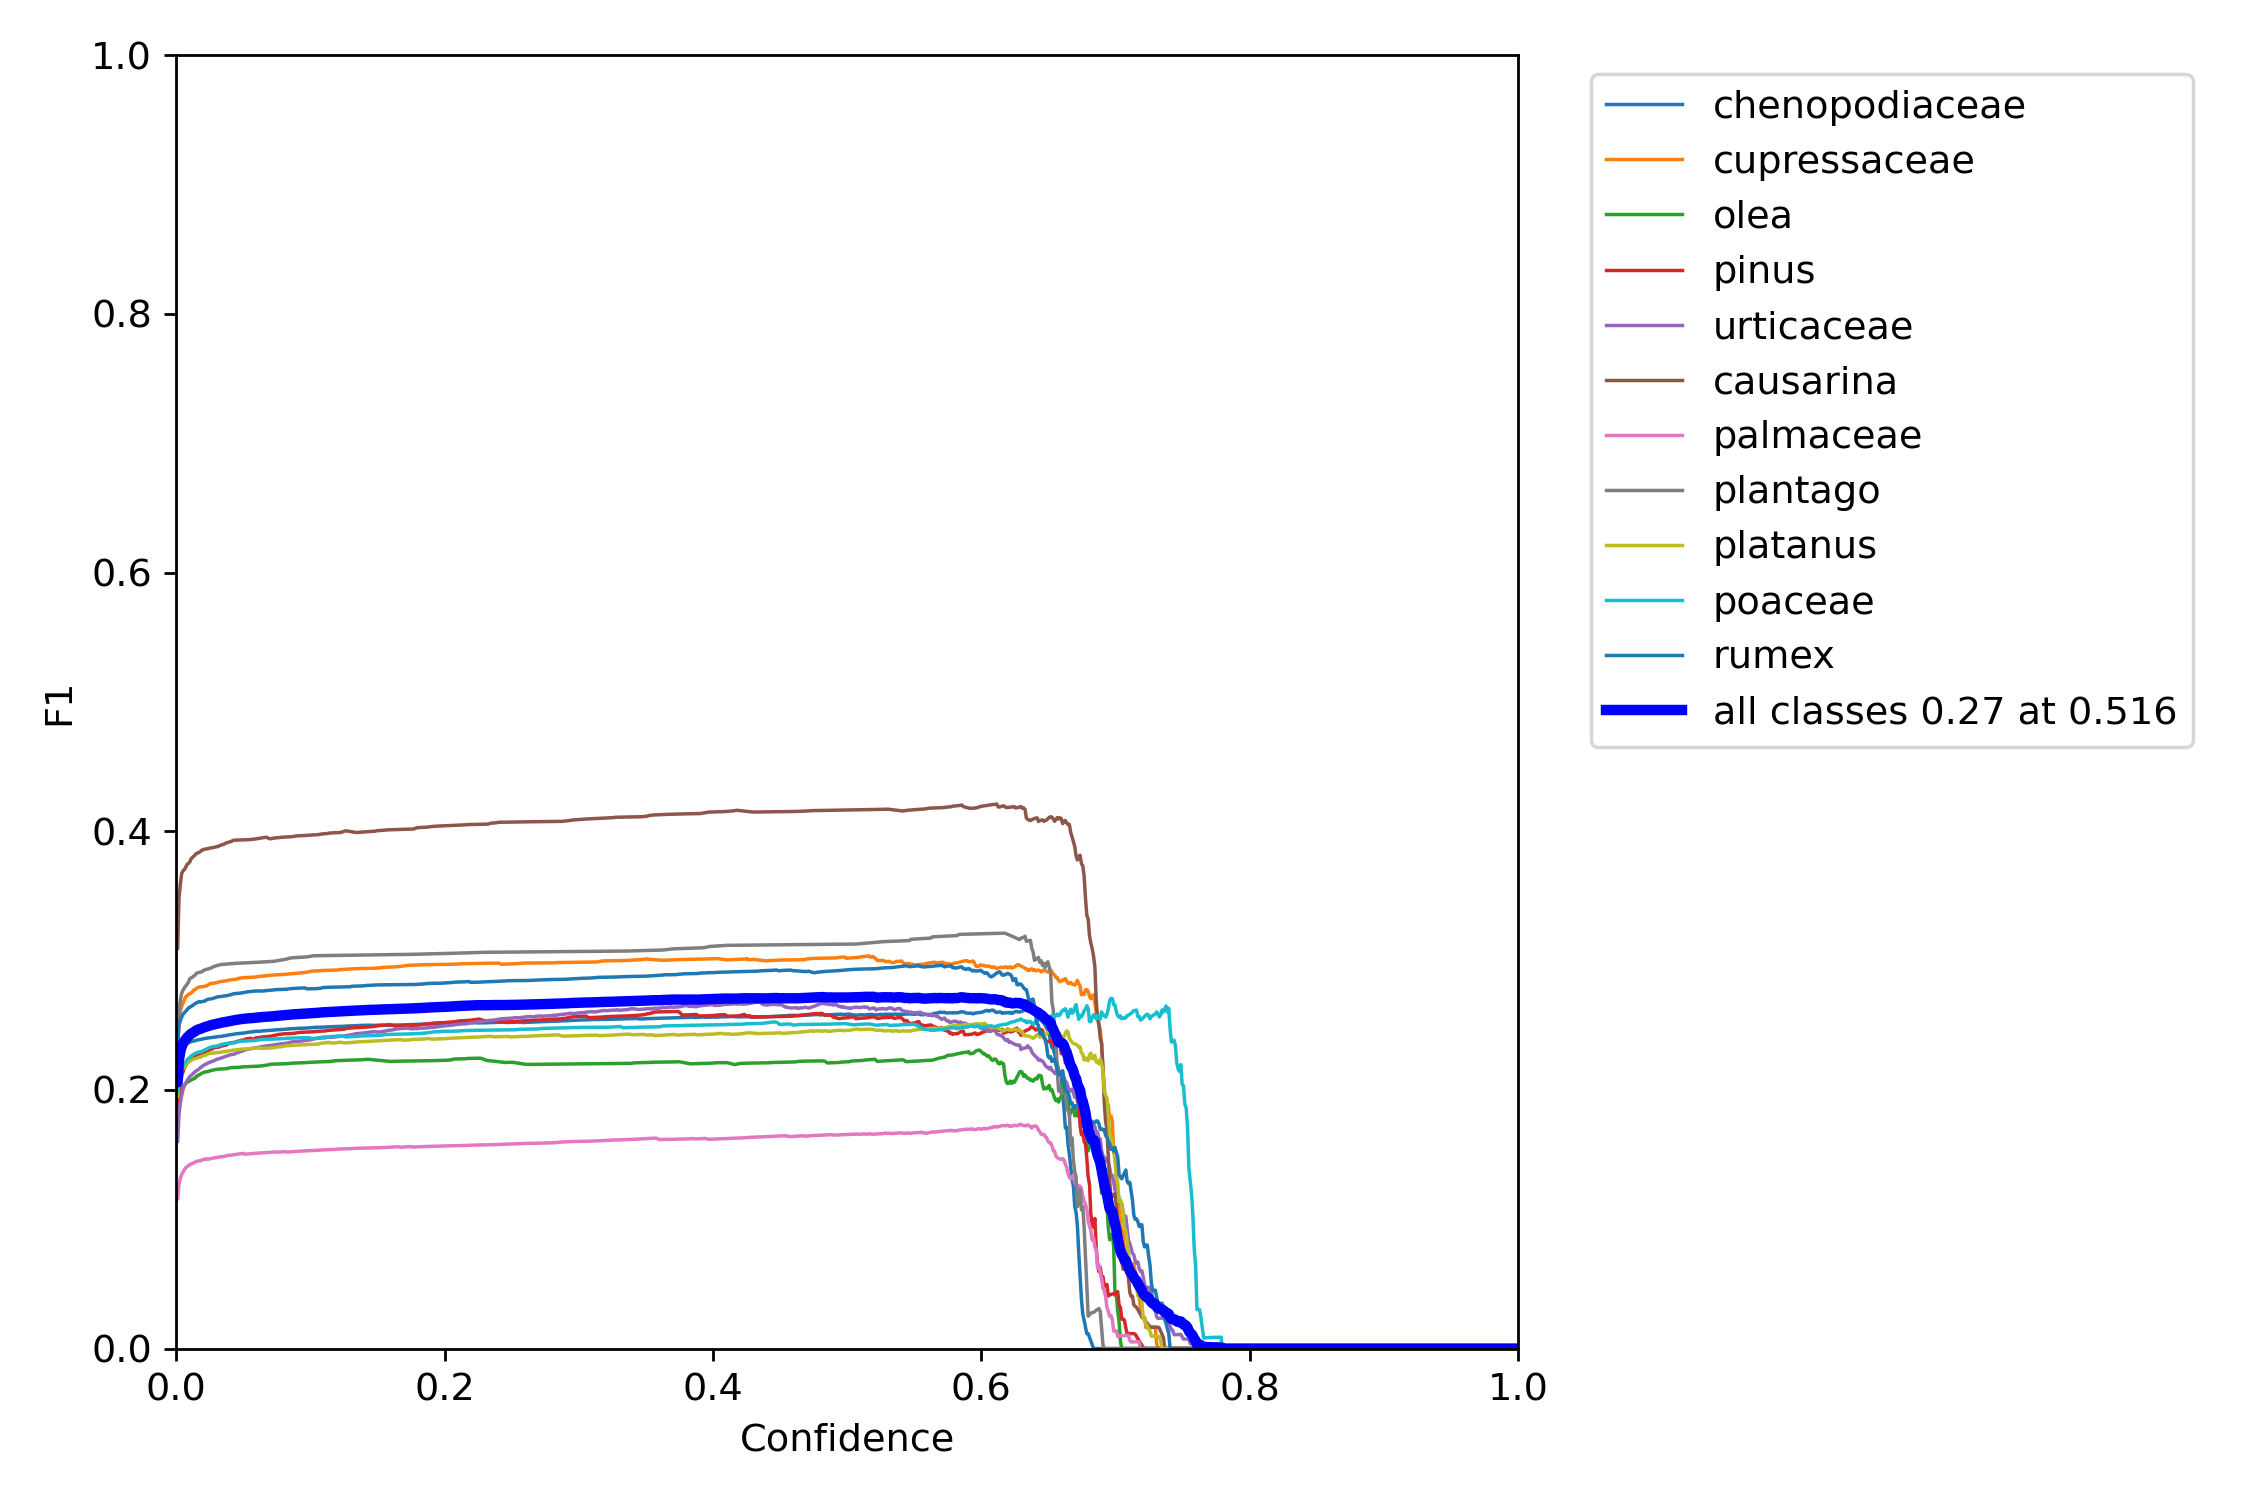 1.0
0.8
0.6
0.4
0.2
0.0
F1
0.0 0.2 0.4 0.6 0.8 1.0
Confidence
chenopodiaceae
cupressaceae
olea
pinus
urticaceae
causarina
palmaceae
plantago
platanus
poaceae
rumex
all classes 0.27 at 0.516